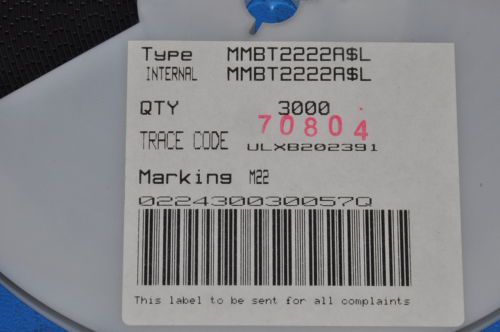 Type MMBT2222A$L
INTERNAL MMBT2222A$L
QTY 3000
70804
TRACE CODE ULXB202391
Marking M22
022430030057Q
This label to be sent for all complaints